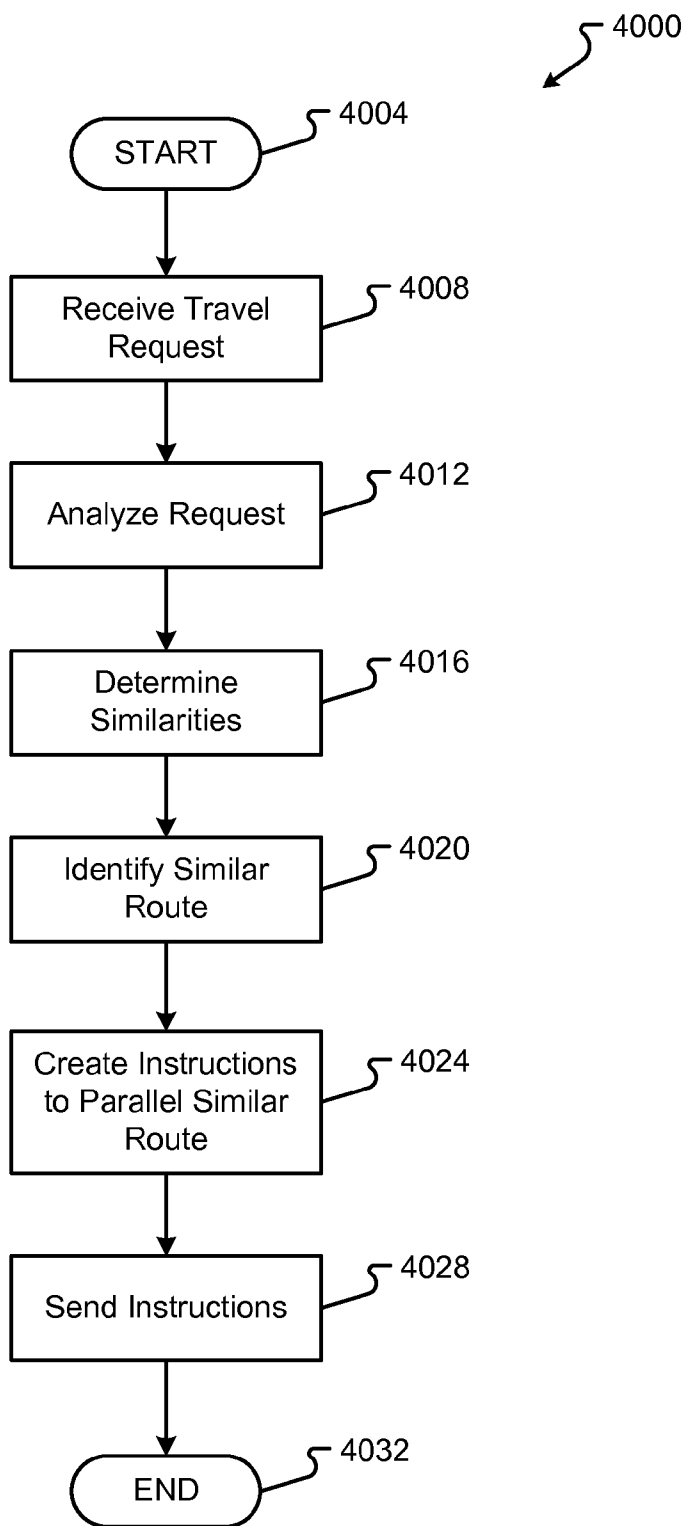 4000
START
4004
Receive Travel
Request
4008
Analyze Request
4012
Determine
Similarities
4016
Identify Similar
Route
4020
Create Instructions
to Parallel Similar
Route
4024
Send Instructions
4028
END
4032